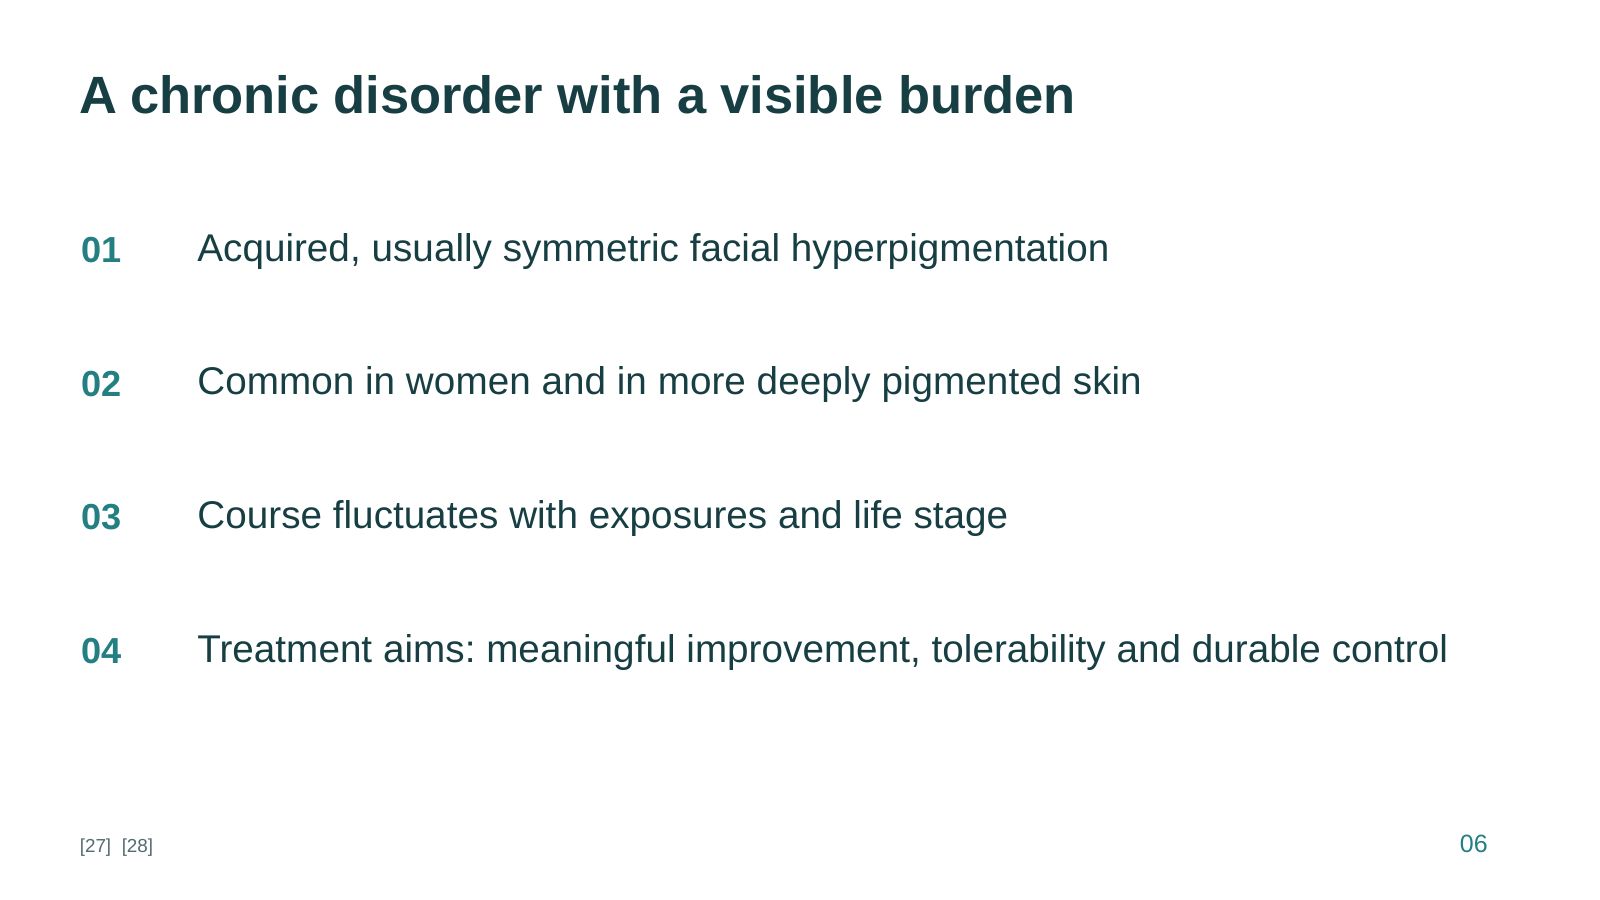 A chronic disorder with a visible burden
01 Acquired, usually symmetric facial hyperpigmentation
02 Common in women and in more deeply pigmented skin
03 Course fluctuates with exposures and life stage
04 Treatment aims: meaningful improvement, tolerability and durable control
[27] [28]
06